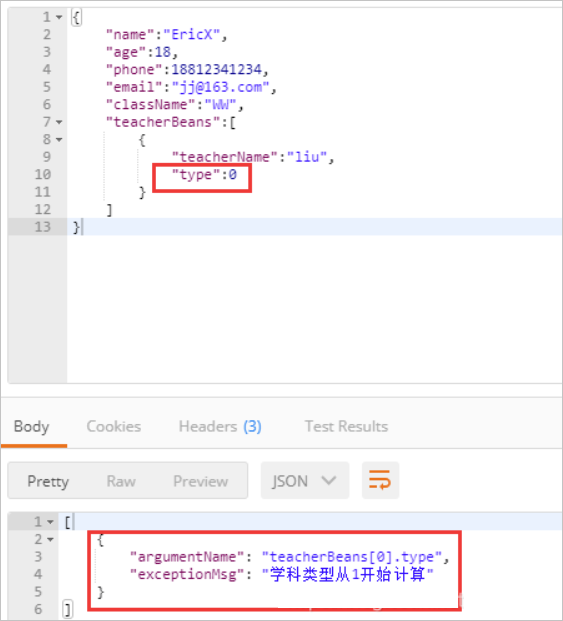 1 {
2 "name":"EricX",
3 "age":18,
4 "phone":18812341234,
5 "email":"jj@163.com",
6 "className":"WW",
7 "teacherBeans":[
8 {
9 "teacherName":"liu",
10 "type":0
11 }
12 ]
13 }
Body Cookies Headers (3) Test Results
Pretty Raw Preview JSON
1 [
2 {
3 "argumentName": "teacherBeans[0].type",
4 "exceptionMsg": "学科类型从1开始计算"
5 }
6 ]